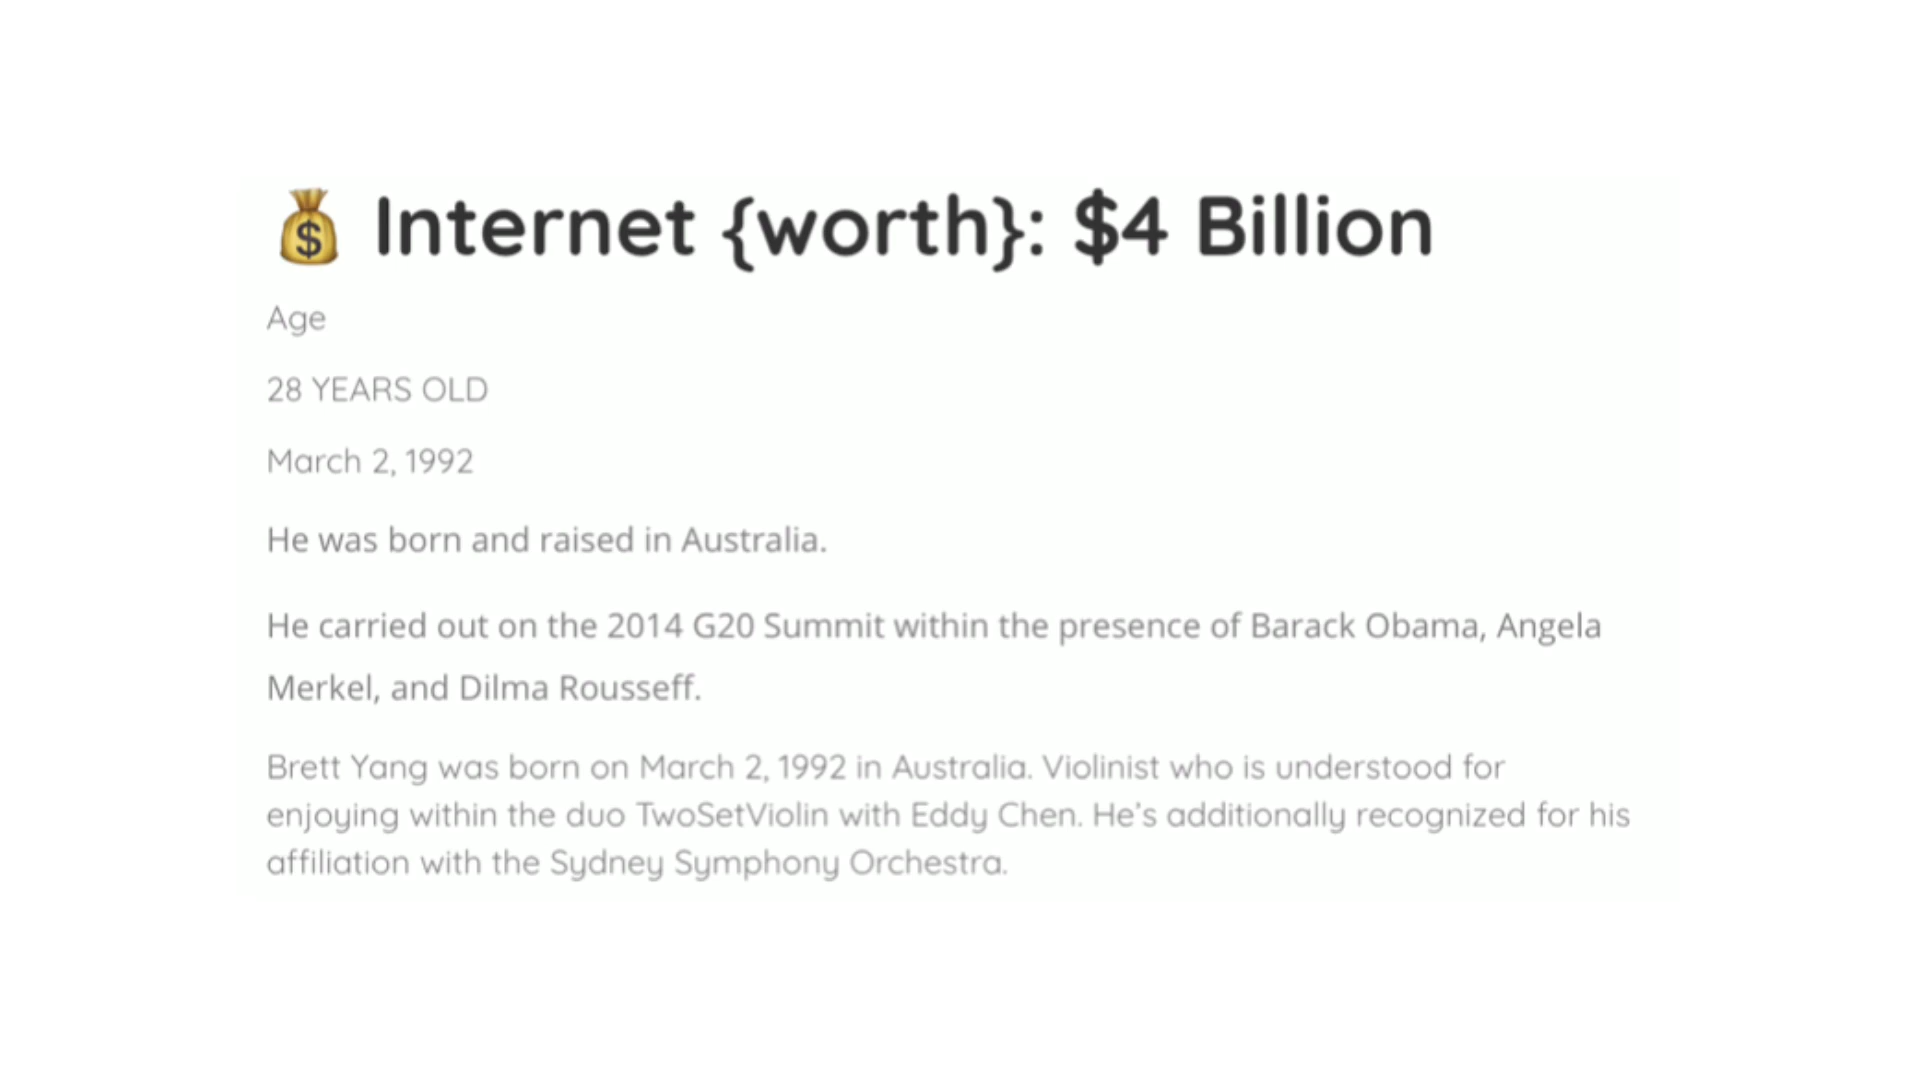 💰 Internet {worth}: $4 Billion
Age
28 YEARS OLD
March 2, 1992
He was born and raised in Australia.
He carried out on the 2014 G20 Summit within the presence of Barack Obama, Angela
Merkel, and Dilma Rousseff.
Brett Yang was born on March 2, 1992 in Australia. Violinist who is understood for
enjoying within the duo TwoSetViolin with Eddy Chen. He’s additionally recognized for his
affiliation with the Sydney Symphony Orchestra.